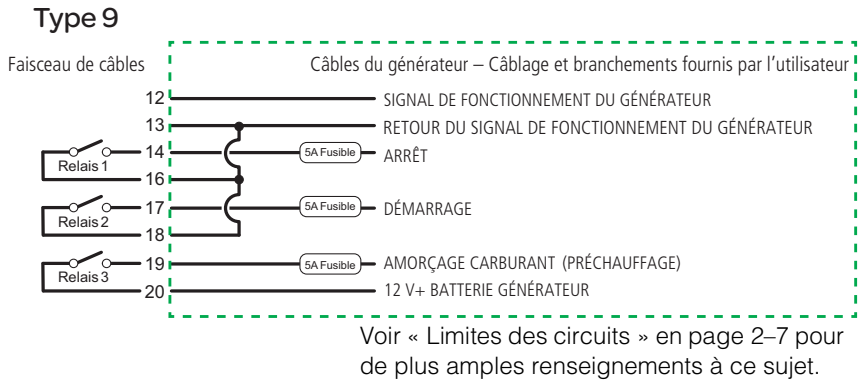 Type 9
Faisceau de câbles
Câbles du générateur – Câblage et branchements fournis par l'utilisateur
12 SIGNAL DE FONCTIONNEMENT DU GÉNÉRATEUR
13 RETOUR DU SIGNAL DE FONCTIONNEMENT DU GÉNÉRATEUR
14 5A Fusible ARRÊT
Relais 1
16
17 5A Fusible DÉMARRAGE
Relais 2
18
19 5A Fusible AMORÇAGE CARBURANT (PRÉCHAUFFAGE)
Relais 3
20 12 V+ BATTERIE GÉNÉRATEUR
Voir « Limites des circuits » en page 2–7 pour
de plus amples renseignements à ce sujet.